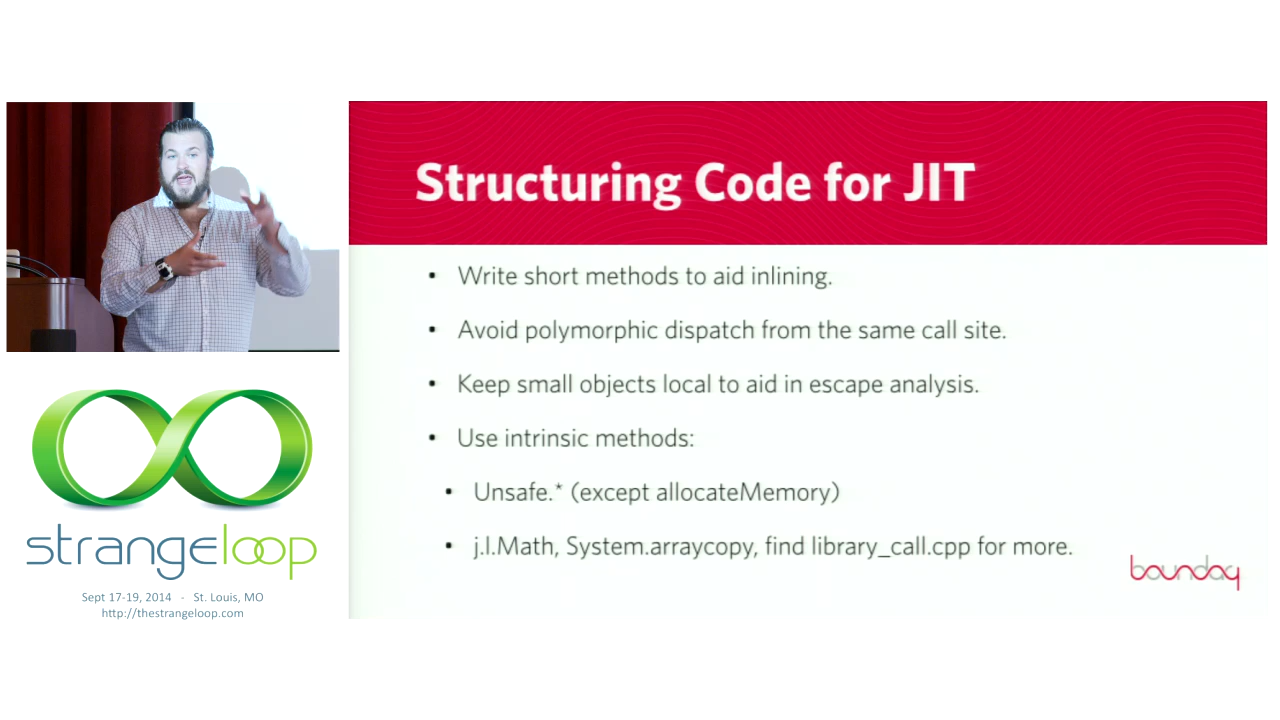 Structuring Code for JIT
• Write short methods to aid inlining.
• Avoid polymorphic dispatch from the same call site.
• Keep small objects local to aid in escape analysis.
• Use intrinsic methods:
• Unsafe.* (except allocateMemory)
• j.l.Math, System.arraycopy, find library_call.cpp for more.
boundary
strangeloop
Sept 17-19, 2014 - St. Louis, MO
http://thestrangeloop.com